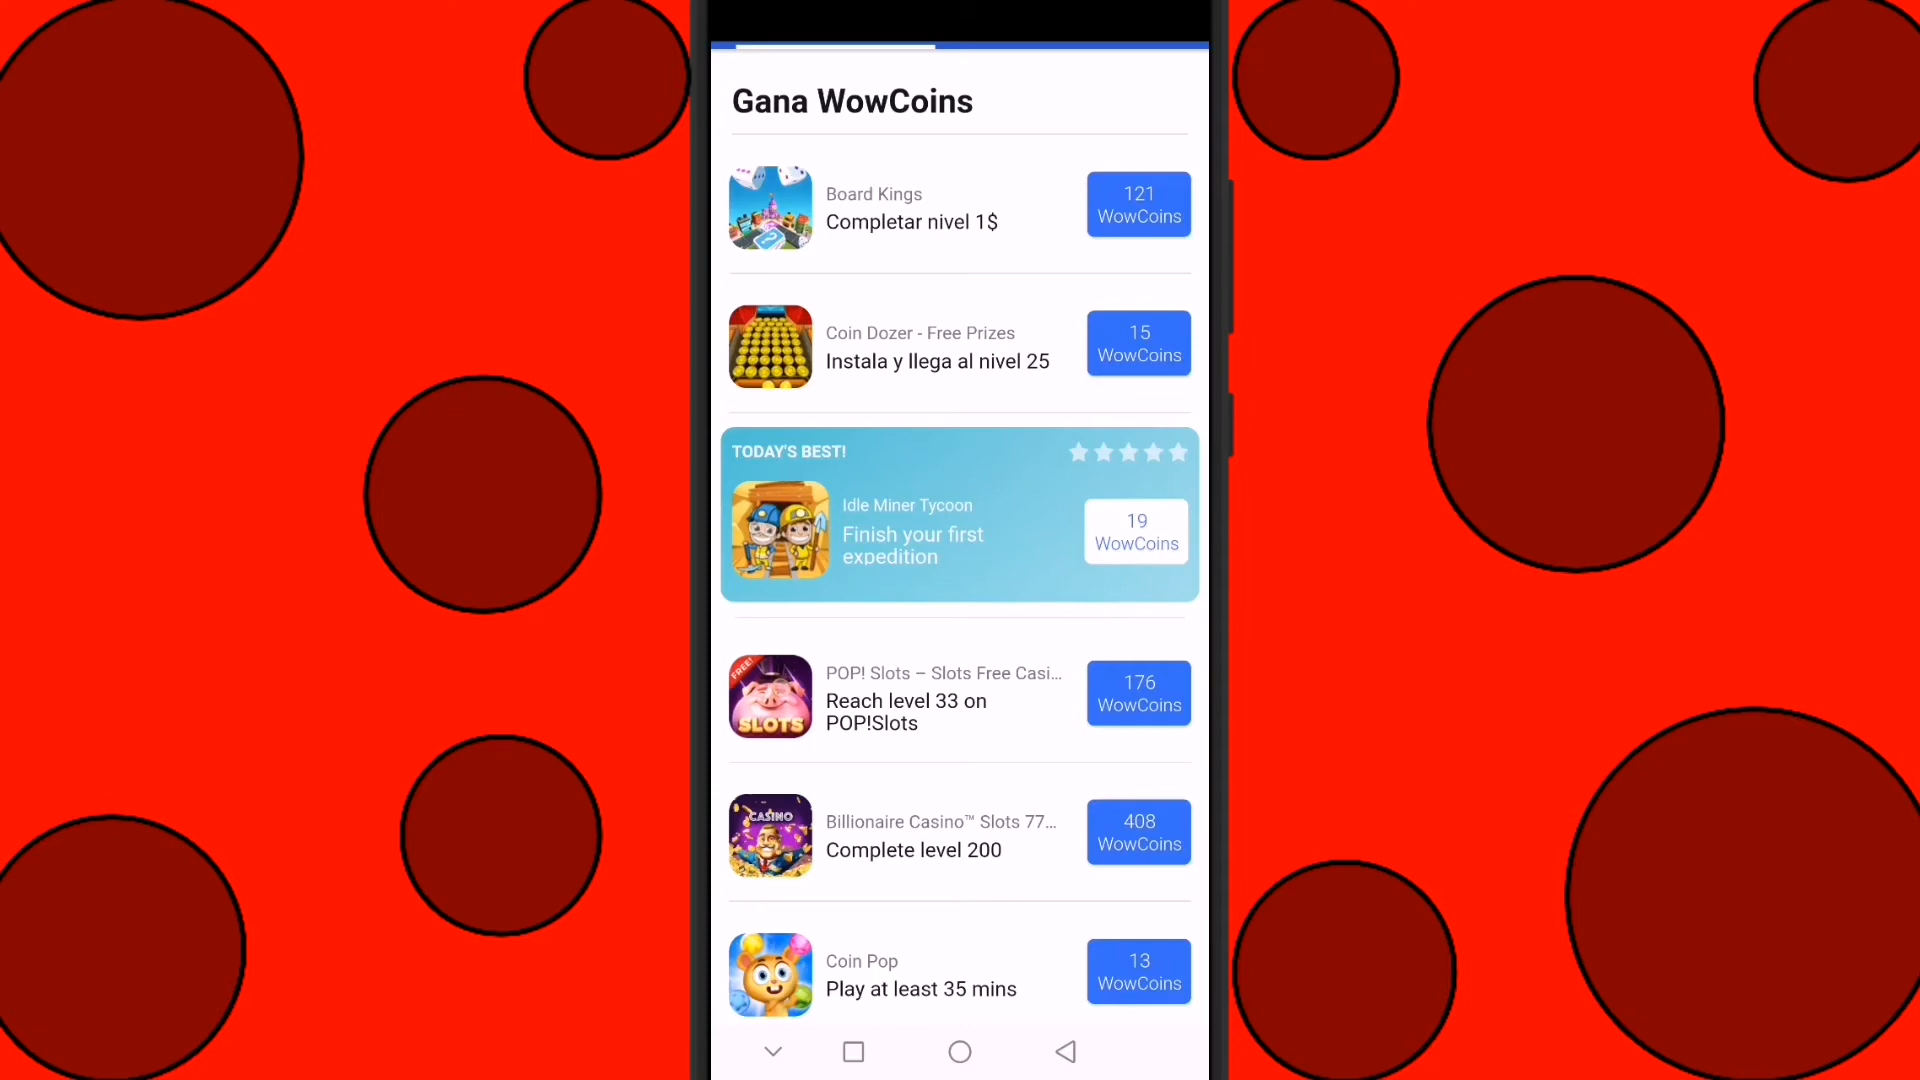 Gana WowCoins
Board Kings
Completar nivel 1$
121
WowCoins
Coin Dozer - Free Prizes
Instala y llega al nivel 25
15
WowCoins
TODAY'S BEST!
Idle Miner Tycoon
Finish your first
expedition
19
WowCoins
FREE!
SLOTS
POP! Slots – Slots Free Casi...
Reach level 33 on
POP!Slots
176
WowCoins
CASINO
Billionaire Casino™ Slots 77...
Complete level 200
408
WowCoins
Coin Pop
Play at least 35 mins
13
WowCoins